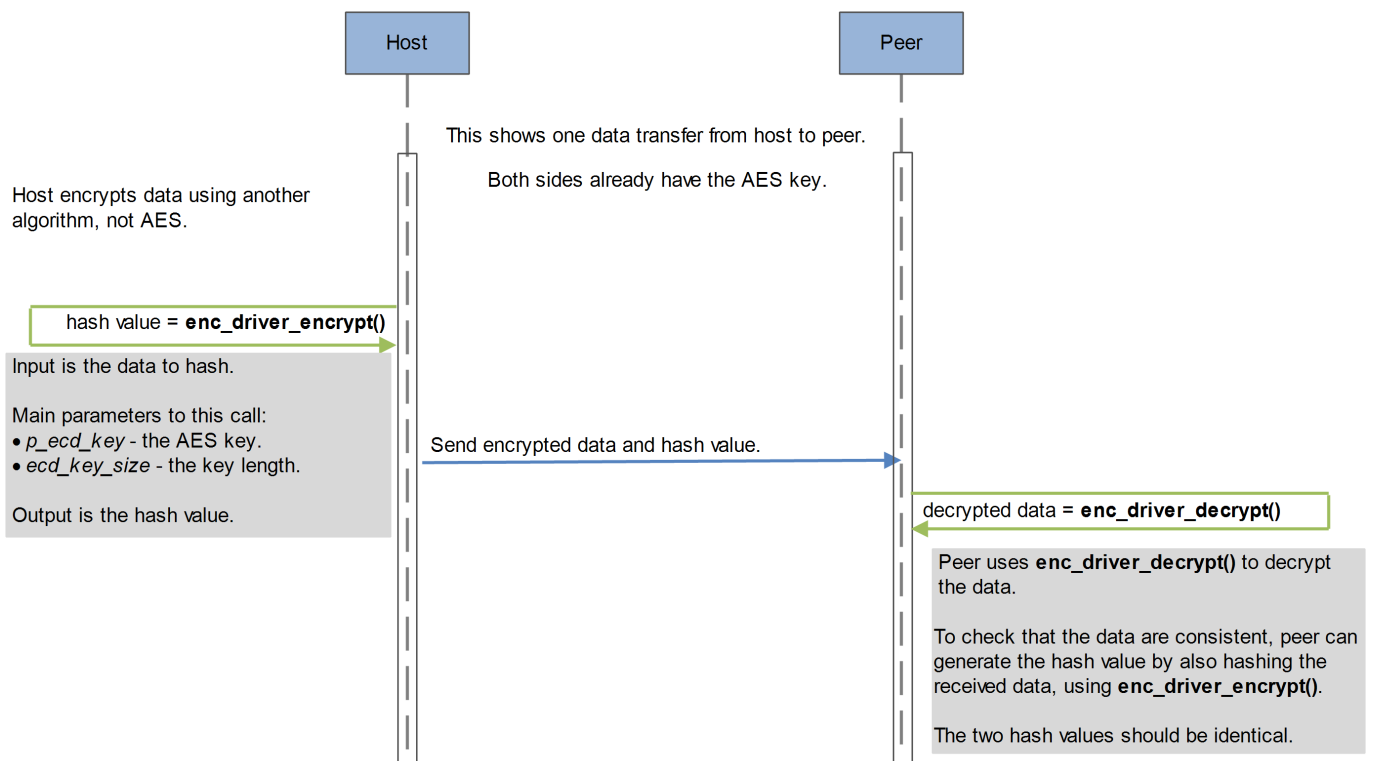 Host
Peer
This shows one data transfer from host to peer.
Both sides already have the AES key.
Host encrypts data using another
algorithm, not AES.
hash value = enc_driver_encrypt()
Input is the data to hash.
Main parameters to this call:
• p_ecd_key - the AES key.
• ecd_key_size - the key length.
Output is the hash value.
Send encrypted data and hash value.
decrypted data = enc_driver_decrypt()
Peer uses enc_driver_decrypt() to decrypt
the data.
To check that the data are consistent, peer can
generate the hash value by also hashing the
received data, using enc_driver_encrypt().
The two hash values should be identical.